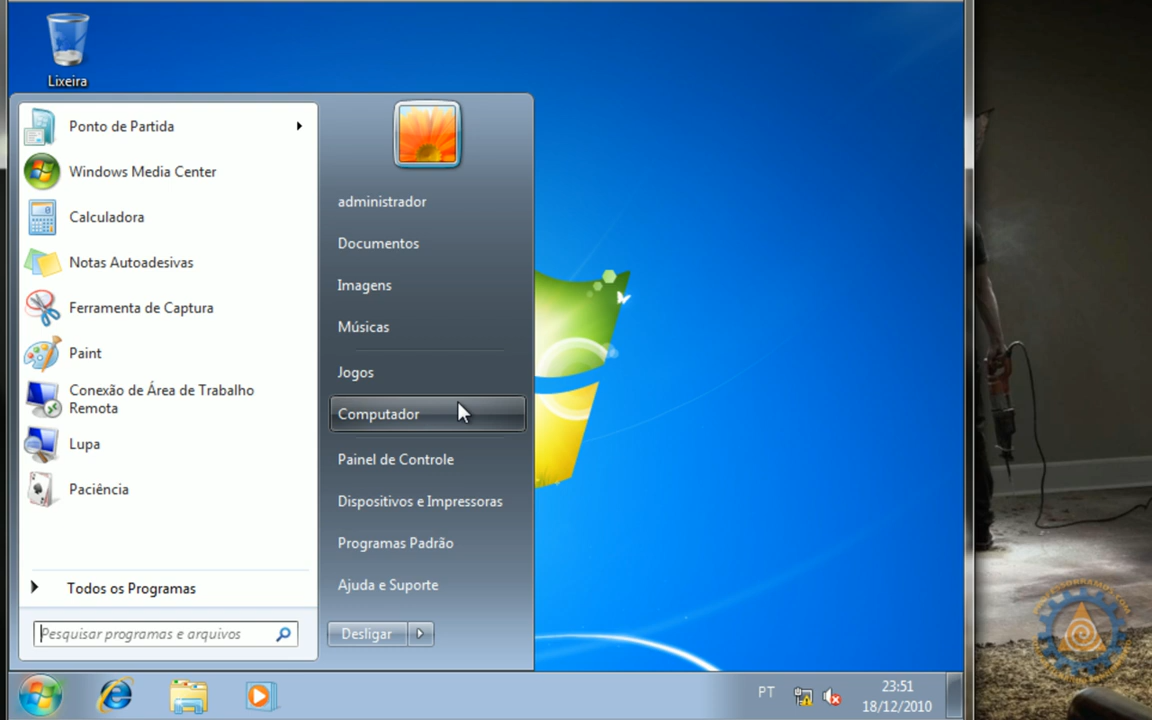 Lixeira
Ponto de Partida
Windows Media Center
Calculadora
Notas Autoadesivas
Ferramenta de Captura
Paint
Conexão de Área de Trabalho
Remota
Lupa
Paciência
Todos os Programas
Pesquisar programas e arquivos
administrador
Documentos
Imagens
Músicas
Jogos
Computador
Painel de Controle
Dispositivos e Impressoras
Programas Padrão
Ajuda e Suporte
Desligar
PT
23:51
18/12/2010
PROFESSORRAMOS.COM